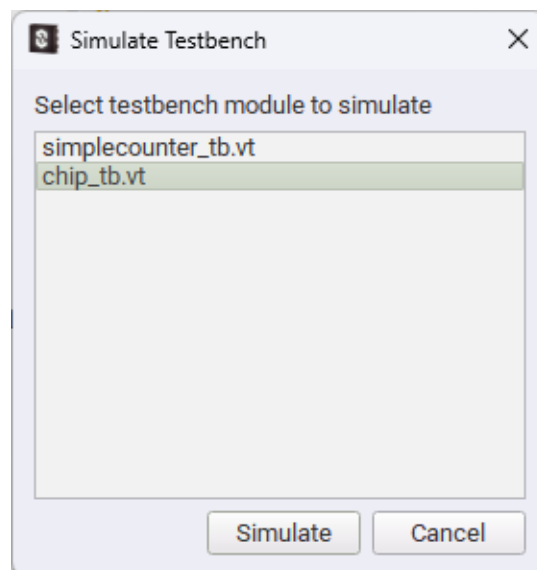 Simulate Testbench
Select testbench module to simulate
simplecounter_tb.vt
chip_tb.vt
Simulate Cancel